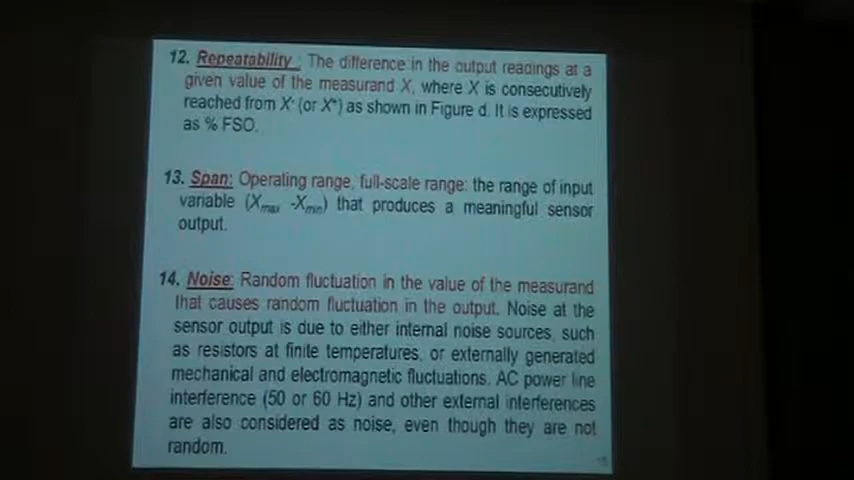 12. Repeatability : The difference in the output readings at a
given value of the measurand X, where X is consecutively
reached from X- (or X+) as shown in Figure d. It is expressed
as % FSO.
13. Span: Operating range, full-scale range: the range of input
variable (Xmax -Xmin) that produces a meaningful sensor
output.
14. Noise: Random fluctuation in the value of the measurand
that causes random fluctuation in the output. Noise at the
sensor output is due to either internal noise sources, such
as resistors at finite temperatures, or externally generated
mechanical and electromagnetic fluctuations. AC power line
interference (50 or 60 Hz) and other external interferences
are also considered as noise, even though they are not
random.